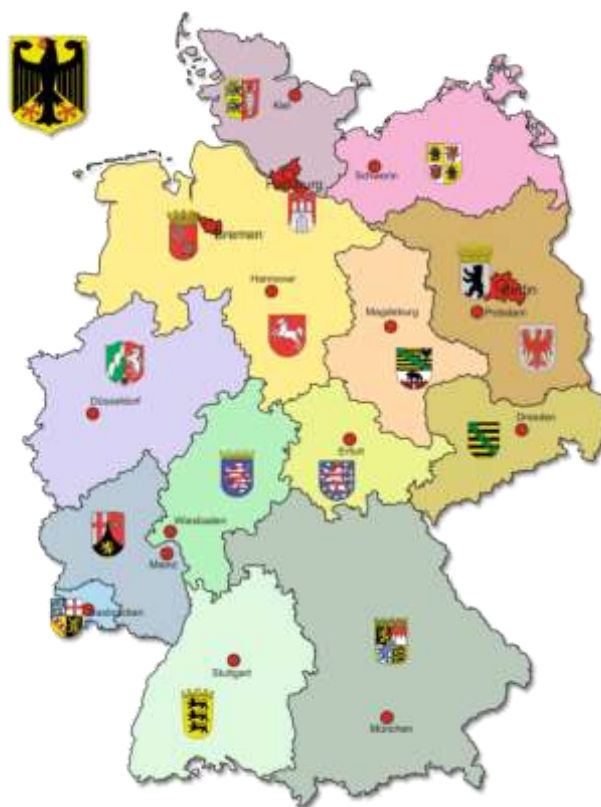 Kiel
Schwerin
Hamburg
Bremen
Hannover
Berlin
Magdeburg
Potsdam
Düsseldorf
Dresden
Erfurt
Wiesbaden
Mainz
Saarbrücken
Stuttgart
München